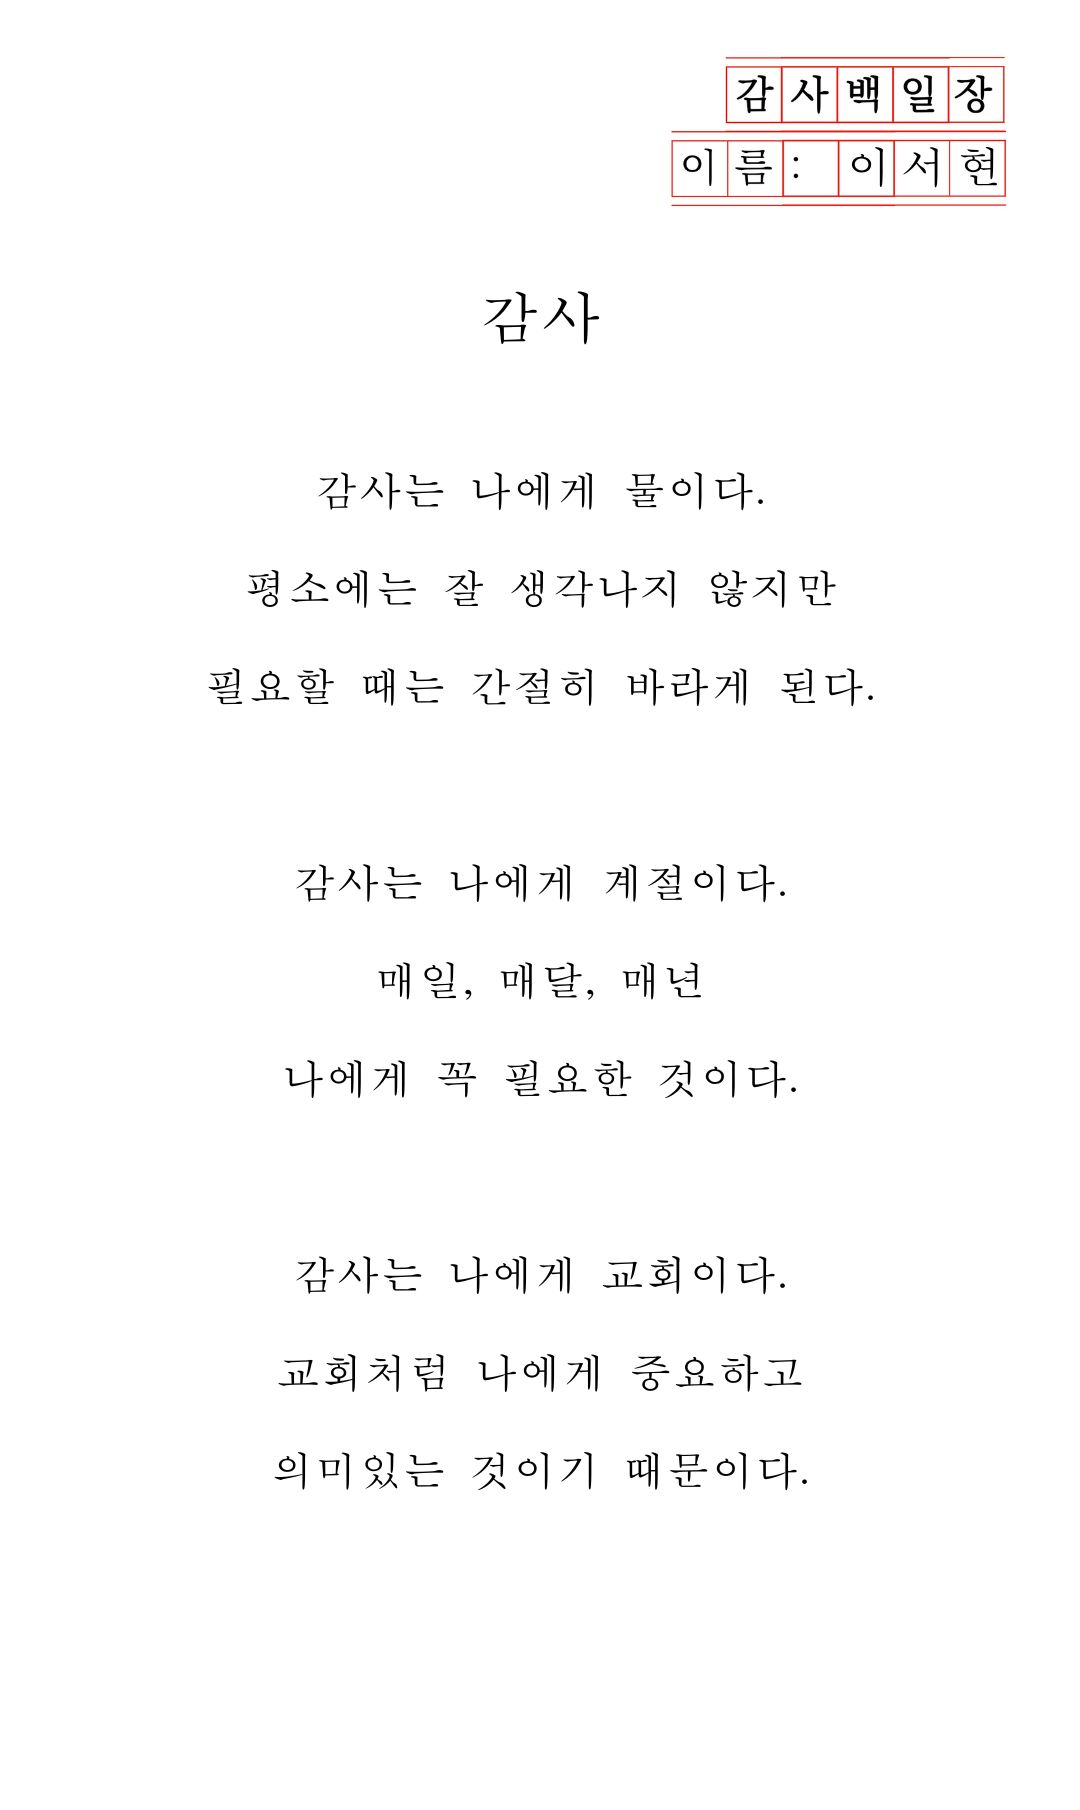 감사백일장
이름: 이서현
감사
감사는 나에게 물이다.
평소에는 잘 생각나지 않지만
필요할 때는 간절히 바라게 된다.
감사는 나에게 계절이다.
매일, 매달, 매년
나에게 꼭 필요한 것이다.
감사는 나에게 교회이다.
교회처럼 나에게 중요하고
의미있는 것이기 때문이다.